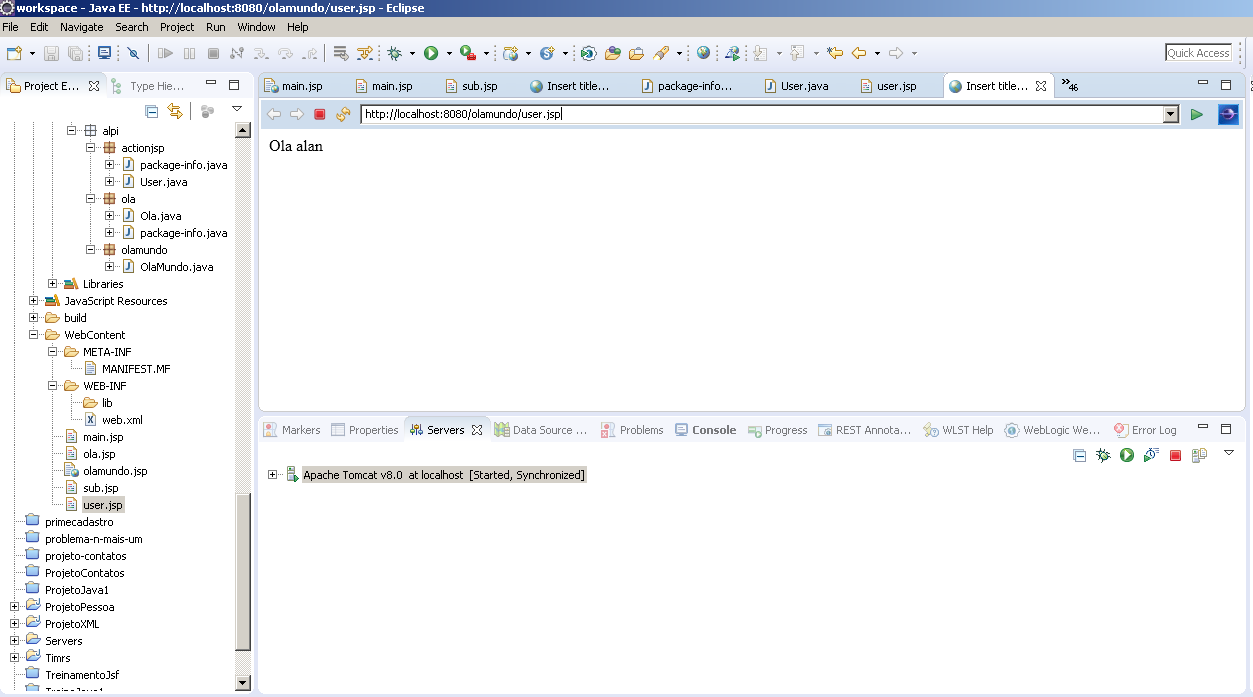 workspace - Java EE - http://localhost:8080/olamundo/user.jsp - Eclipse
File Edit Navigate Search Project Run Window Help
Quick Access
Project E... Type Hie...
alpi
actionjsp
package-info.java
User.java
ola
Ola.java
package-info.java
olamundo
OlaMundo.java
Libraries
JavaScript Resources
build
WebContent
META-INF
MANIFEST.MF
WEB-INF
lib
web.xml
main.jsp
ola.jsp
olamundo.jsp
sub.jsp
user.jsp
primecadastro
problema-n-mais-um
projeto-contatos
ProjetoContatos
ProjetoJava1
ProjetoPessoa
ProjetoXML
Servers
Timrs
TreinamentoJsf
main.jsp main.jsp sub.jsp Insert title... package-info... User.java user.jsp Insert title... »46
http://localhost:8080/olamundo/user.jsp
Ola alan
Markers Properties Servers Data Source ... Problems Console Progress REST Annota... WLST Help WebLogic We... Error Log
Apache Tomcat v8.0 at localhost [Started, Synchronized]